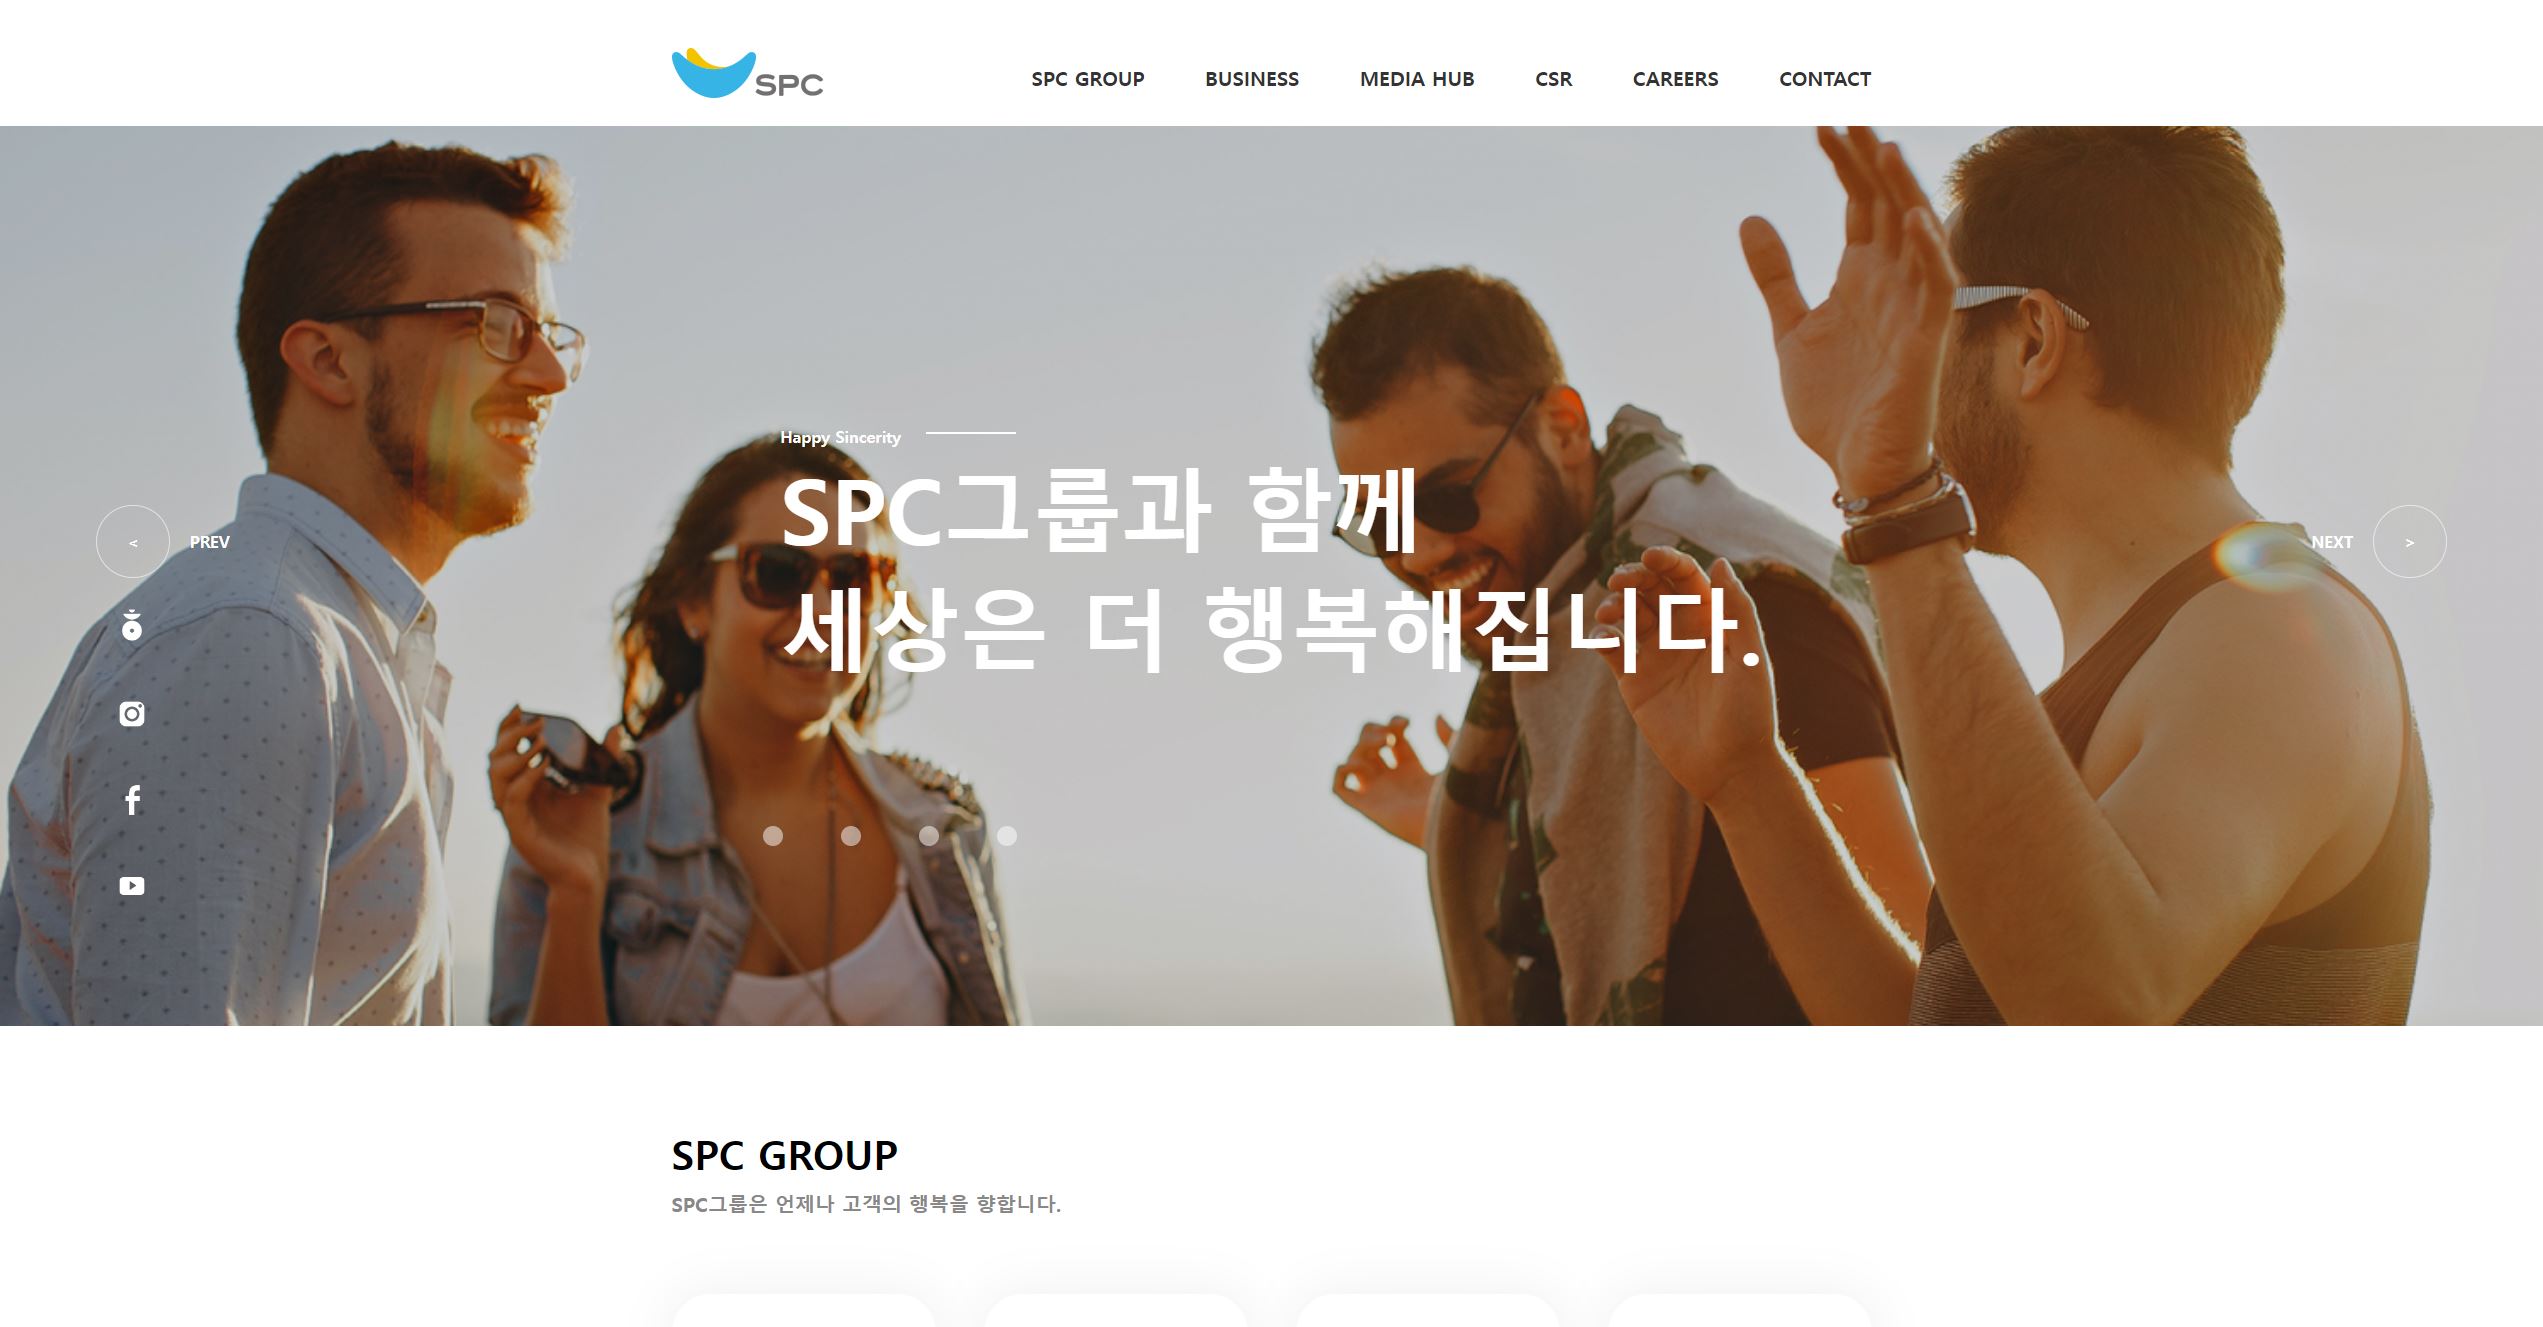 SPC
SPC GROUP
BUSINESS
MEDIA HUB
CSR
CAREERS
CONTACT
Happy Sincerity
SPC그룹과 함께
세상은 더 행복해집니다.
< PREV
NEXT >
SPC GROUP
SPC그룹은 언제나 고객의 행복을 향합니다.